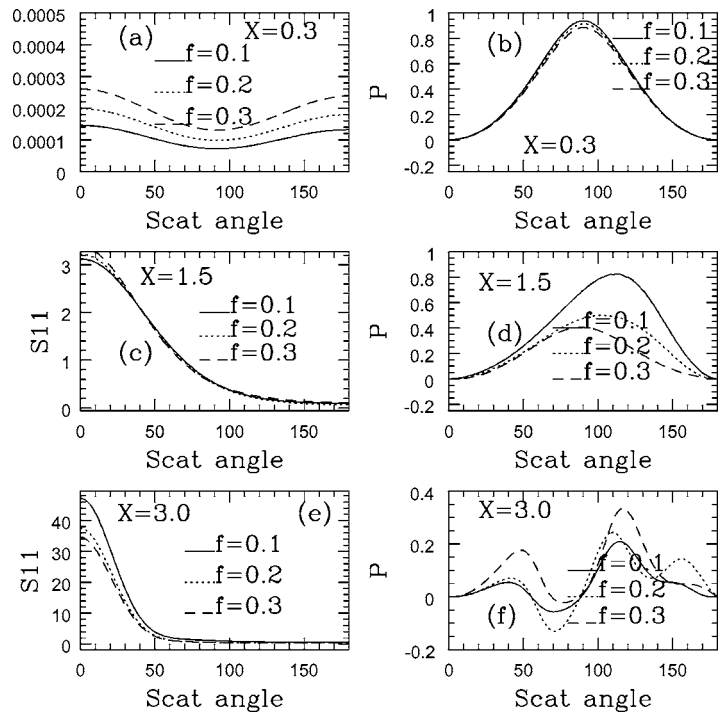 0.0005
0.0004
0.0003
0.0002
0.0001
0
(a)
X=0.3
f=0.1
f=0.2
f=0.3
0 50 100 150
Scat angle
1
0.8
0.6
0.4
0.2
0
-0.2
P
(b)
f=0.1
f=0.2
f=0.3
X=0.3
0 50 100 150
Scat angle
3
2
1
0
S11
X=1.5
f=0.1
f=0.2
f=0.3
(c)
0 50 100 150
Scat angle
1
0.8
0.6
0.4
0.2
0
-0.2
P
X=1.5
f=0.1
f=0.2
f=0.3
(d)
0 50 100 150
Scat angle
40
30
20
10
0
S11
X=3.0
(e)
f=0.1
f=0.2
f=0.3
0 50 100 150
Scat angle
0.4
0.2
0
-0.2
P
X=3.0
f=0.1
f=0.2
f=0.3
(f)
0 50 100 150
Scat angle